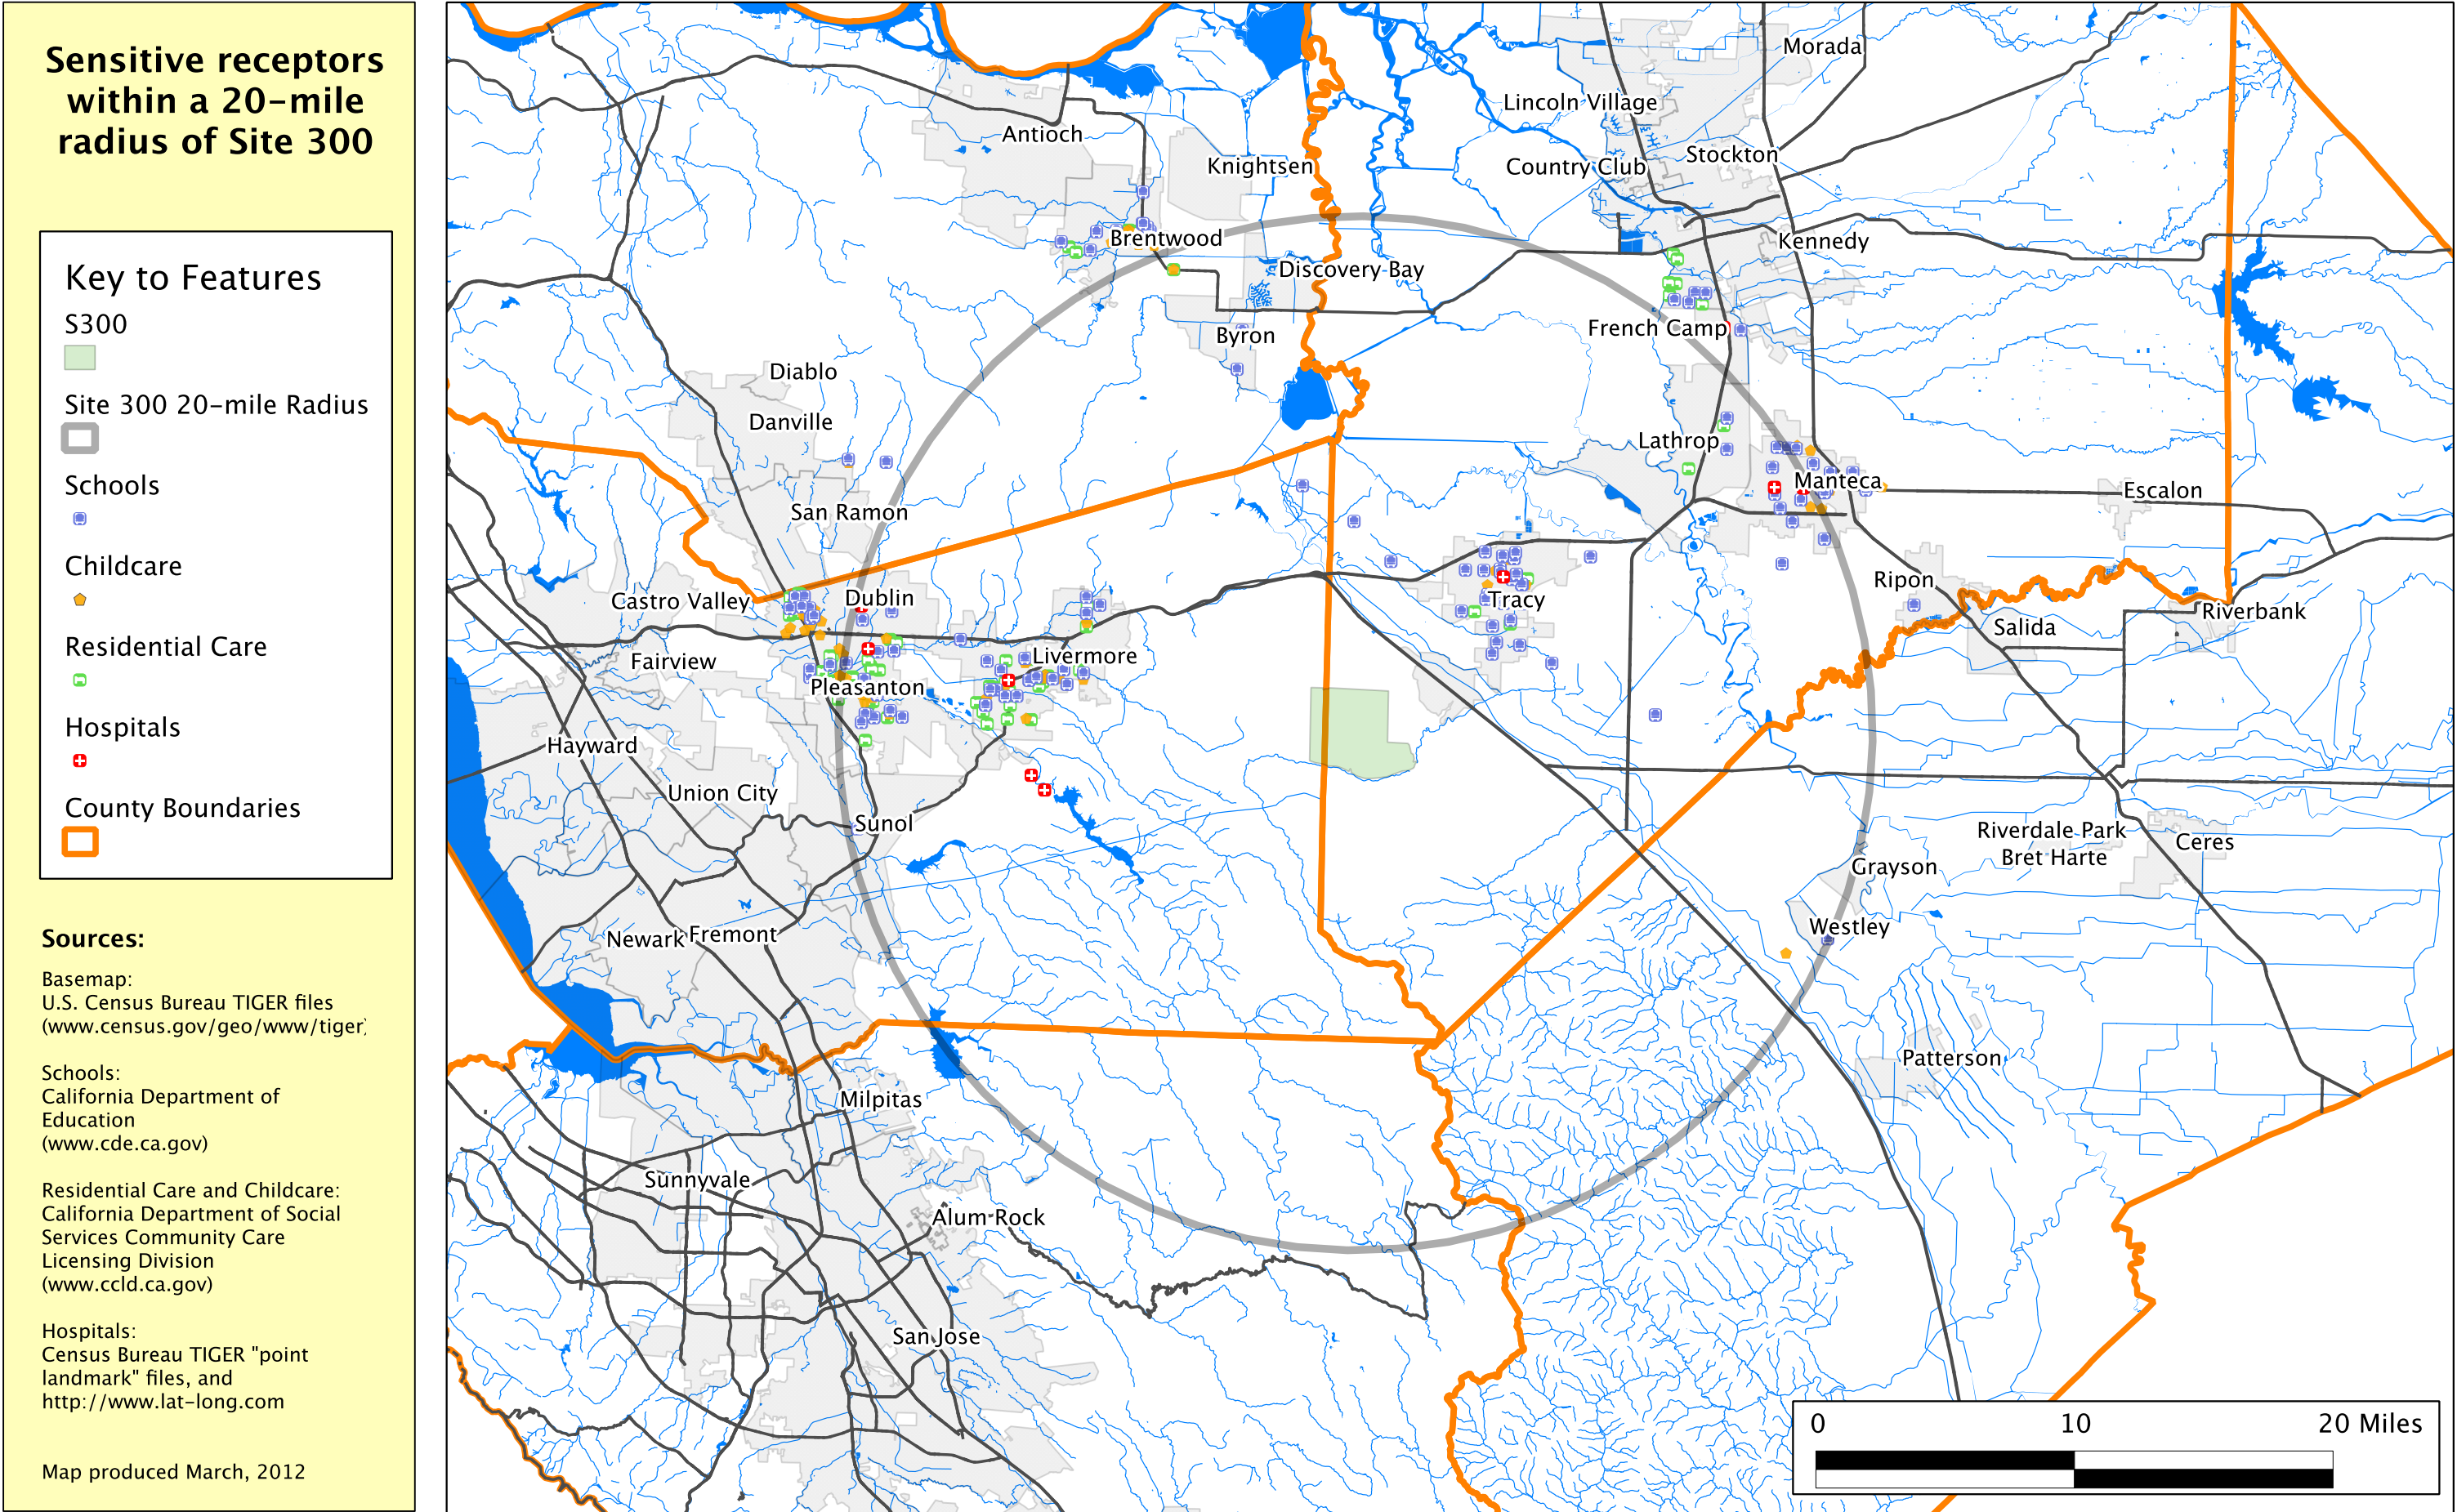 Sensitive receptors
within a 20-mile
radius of Site 300
Key to Features
S300
Site 300 20-mile Radius
Schools
Childcare
Residential Care
Hospitals
County Boundaries
Sources:
Basemap:
U.S. Census Bureau TIGER files
(www.census.gov/geo/www/tiger)
Schools:
California Department of
Education
(www.cde.ca.gov)
Residential Care and Childcare:
California Department of Social
Services Community Care
Licensing Division
(www.ccld.ca.gov)
Hospitals:
Census Bureau TIGER "point
landmark" files, and
http://www.lat-long.com
Map produced March, 2012
Morada
Lincoln Village
Antioch
Knightsen
Country Club
Stockton
Brentwood
Kennedy
Discovery Bay
French Camp
Byron
Diablo
Danville
Lathrop
Manteca
Escalon
San Ramon
Ripon
Castro Valley
Dublin
Tracy
Riverbank
Salida
Fairview
Livermore
Pleasanton
Hayward
Union City
Sunol
Riverdale Park
Bret Harte
Ceres
Grayson
Westley
Newark
Fremont
Patterson
Milpitas
Sunnyvale
Alum Rock
San Jose
0 10 20 Miles